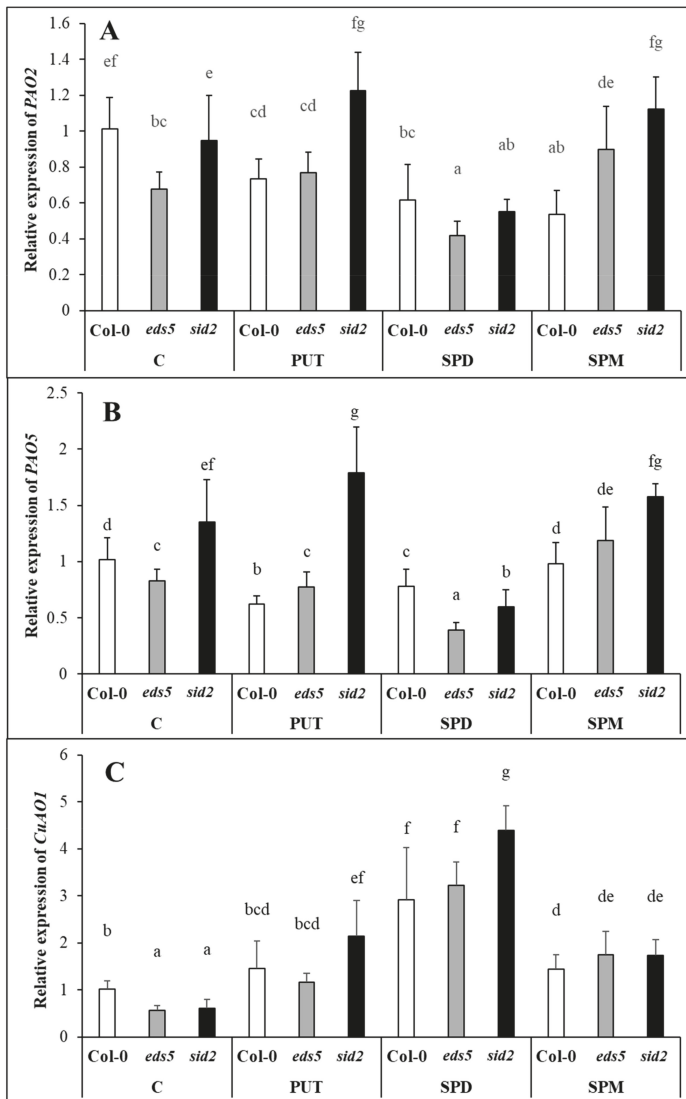 A
Relative expression of PAO2
1.6
1.4
1.2
1
0.8
0.6
0.4
0.2
0
ef
bc
e
cd
cd
fg
bc
a
ab
ab
de
fg
Col-0 eds5 sid2 Col-0 eds5 sid2 Col-0 eds5 sid2 Col-0 eds5 sid2
C PUT SPD SPM
B
Relative expression of PAO5
2.5
2
1.5
1
0.5
0
d
c
ef
b
c
g
c
a
b
d
de
fg
Col-0 eds5 sid2 Col-0 eds5 sid2 Col-0 eds5 sid2 Col-0 eds5 sid2
C PUT SPD SPM
C
Relative expression of CuAO1
6
5
4
3
2
1
0
b
a
a
bcd
bcd
ef
f
f
g
d
de
de
Col-0 eds5 sid2 Col-0 eds5 sid2 Col-0 eds5 sid2 Col-0 eds5 sid2
C PUT SPD SPM